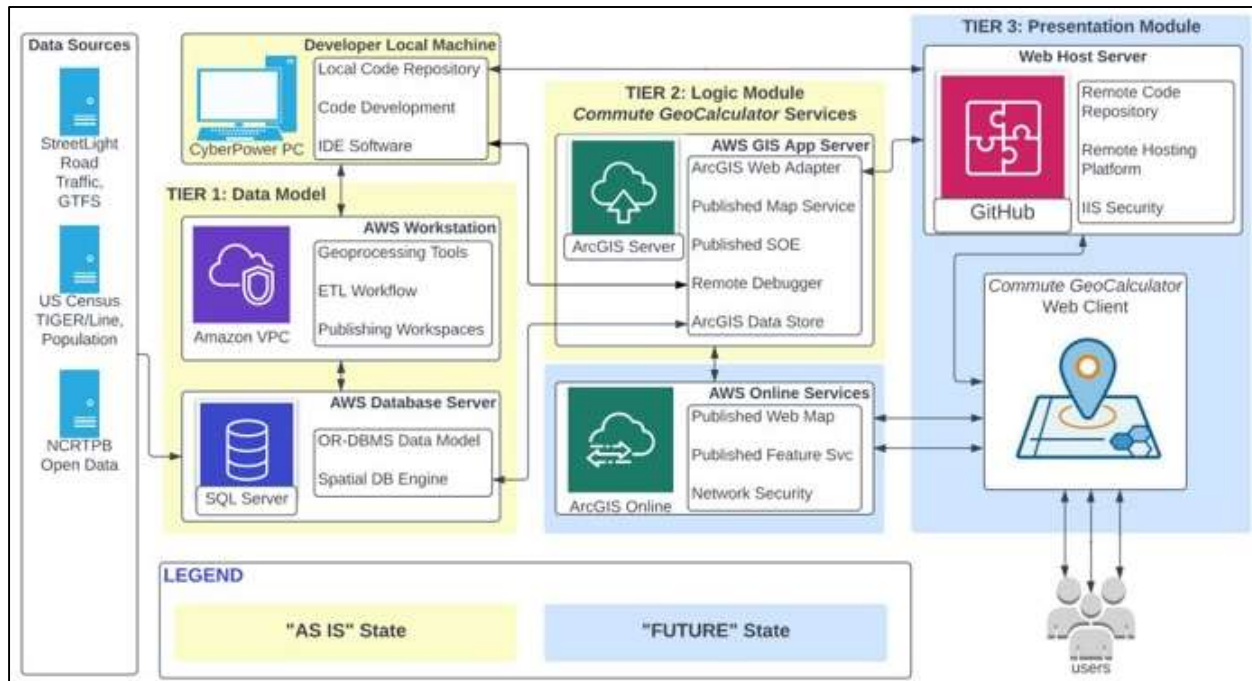 Data Sources
StreetLight
Road
Traffic,
GTFS
US Census
TIGER/Line,
Population
NCRTPB
Open Data
Developer Local Machine
CyberPower PC
Local Code Repository
Code Development
IDE Software
TIER 1: Data Model
AWS Workstation
Amazon VPC
Geoprocessing Tools
ETL Workflow
Publishing Workspaces
AWS Database Server
SQL Server
OR-DBMS Data Model
Spatial DB Engine
TIER 2: Logic Module
Commute GeoCalculator Services
AWS GIS App Server
ArcGIS Server
ArcGIS Web Adapter
Published Map Service
Published SOE
Remote Debugger
ArcGIS Data Store
AWS Online Services
ArcGIS Online
Published Web Map
Published Feature Svc
Network Security
TIER 3: Presentation Module
Web Host Server
GitHub
Remote Code
Repository
Remote Hosting
Platform
IIS Security
Commute GeoCalculator
Web Client
users
LEGEND
"AS IS" State
"FUTURE" State